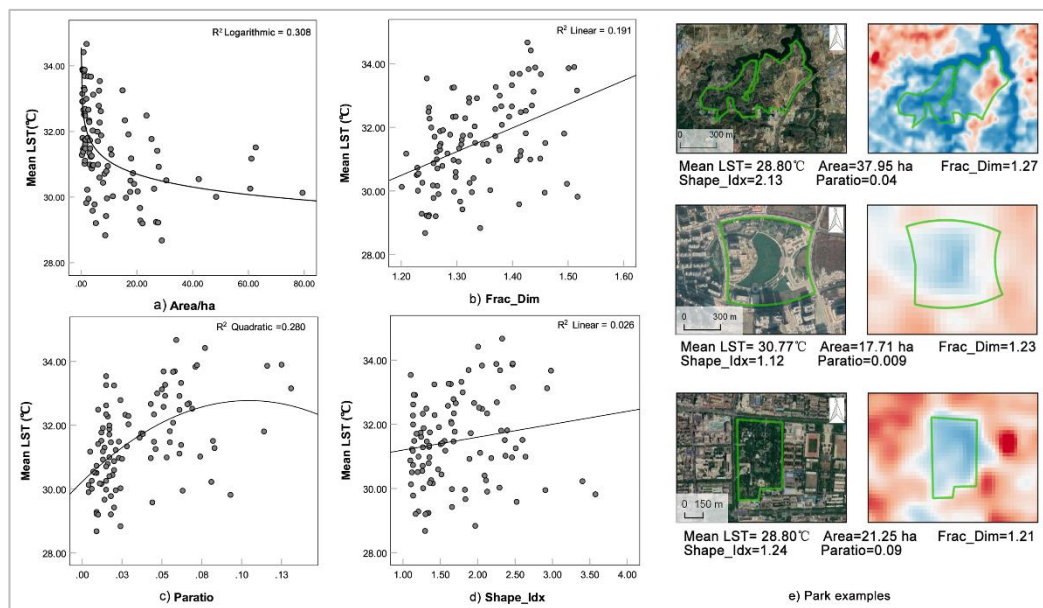 R² Logarithmic = 0.308
Mean LST(℃)
34.00
32.00
30.00
28.00
.00 20.00 40.00 60.00 80.00
a) Area/ha
R² Linear = 0.191
Mean LST (℃)
34.00
32.00
30.00
28.00
1.20 1.30 1.40 1.50 1.60
b) Frac_Dim
R² Quadratic =0.280
Mean LST (℃)
34.00
32.00
30.00
28.00
.00 .03 .05 .08 .10 .13
c) Paratio
R² Linear = 0.026
Mean LST (℃)
34.00
32.00
30.00
28.00
1.00 1.50 2.00 2.50 3.00 3.50 4.00
d) Shape_Idx
0 300 m
Mean LST= 28.80℃ Area=37.95 ha Frac_Dim=1.27
Shape_Idx=2.13 Paratio=0.04
0 300 m
Mean LST= 30.77℃ Area=17.71 ha Frac_Dim=1.23
Shape_Idx=1.12 Paratio=0.009
0 150 m
Mean LST= 28.80℃ Area=21.25 ha Frac_Dim=1.21
Shape_Idx=1.24 Paratio=0.09
e) Park examples